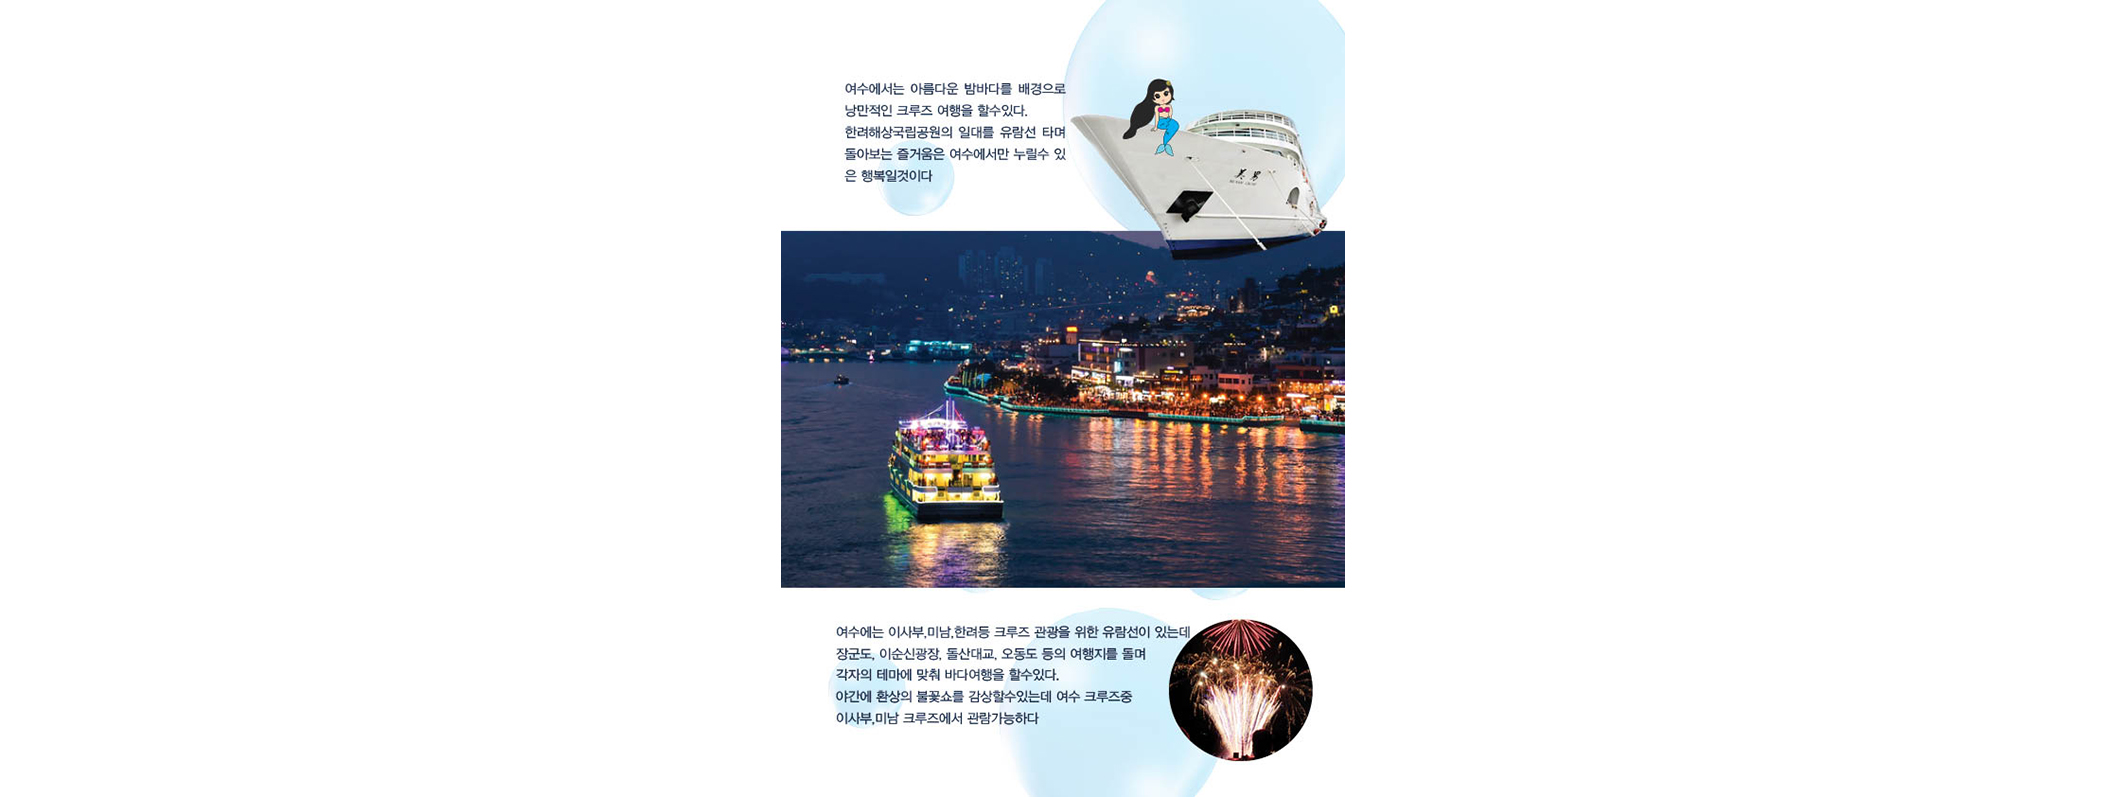 여수에서는 아름다운 밤바다를 배경으로
낭만적인 크루즈 여행을 할수있다.
한려해상국립공원의 일대를 유람선 타며
돌아보는 즐거움은 여수에서만 누릴수 있
은 행복일것이다
美男
여수에는 이사부,미남,한려등 크루즈 관광을 위한 유람선이 있는데
장군도, 이순신광장, 돌산대교, 오동도 등의 여행지를 돌며
각자의 테마에 맞춰 바다여행을 할수있다.
야간에 환상의 불꽃쇼를 감상할수있는데 여수 크루즈중
이사부,미남 크루즈에서 관람가능하다